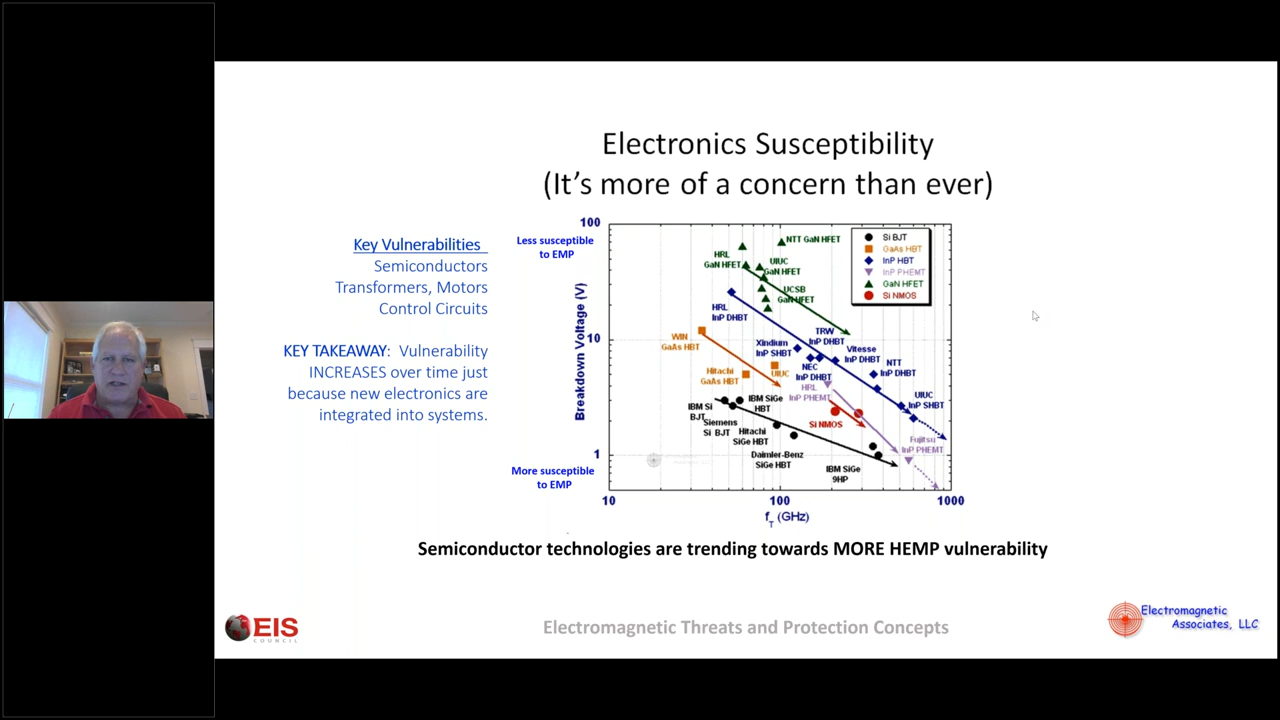 Electronics Susceptibility
(It's more of a concern than ever)
Key Vulnerabilities
Semiconductors
Transformers, Motors
Control Circuits
KEY TAKEAWAY: Vulnerability
INCREASES over time just
because new electronics are
integrated into systems.
Less susceptible
to EMP
More susceptible
to EMP
Breakdown Voltage (V)
100
10
1
10
100
1000
fT (GHz)
Si BJT
GaAs HBT
InP HBT
InP PHEMT
GaN HFET
Si NMOS
NTT GaN HFET
HRL
GaN HFET
UIUC
GaN HFET
UCSB
GaN HFET
HRL
InP DHBT
TRW
InP DHBT
WIN
GaAs HBT
Xindium
InP SHBT
Vitesse
InP DHBT
NEC
InP DHBT
NTT
InP DHBT
Hitachi
GaAs HBT
UIUC
HRL
InP PHEMT
UIUC
InP SHBT
IBM Si
BJT
IBM SiGe
HBT
Siemens
Si BJT
Hitachi
SiGe HBT
Si NMOS
Daimler-Benz
SiGe HBT
IBM SiGe
9HP
Fujitsu
InP PHEMT
Semiconductor technologies are trending towards MORE HEMP vulnerability
EIS
COUNCIL
Electromagnetic Threats and Protection Concepts
Electromagnetic
Associates, LLC